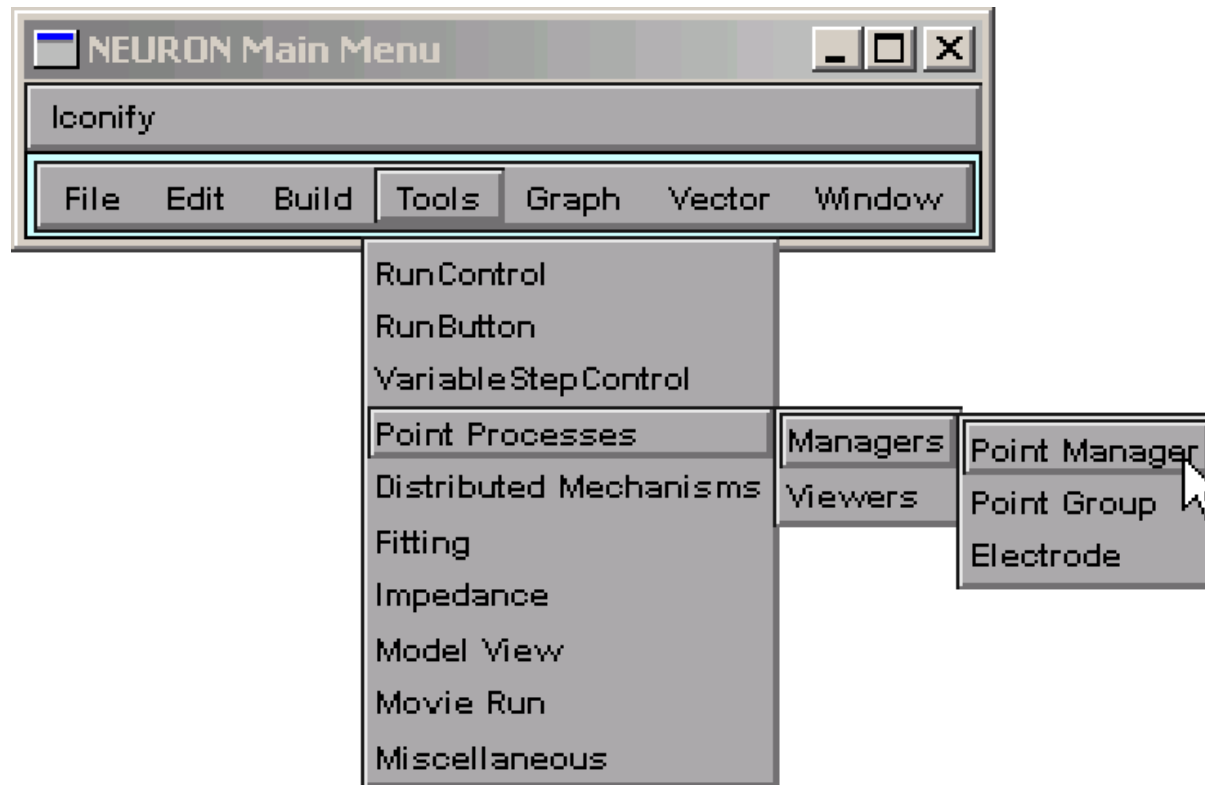 NEURON Main Menu
Iconify
File Edit Build Tools Graph Vector Window
RunControl
RunButton
VariableStepControl
Point Processes
Distributed Mechanisms
Fitting
Impedance
Model View
Movie Run
Miscellaneous
Managers
Viewers
Point Manager
Point Group
Electrode